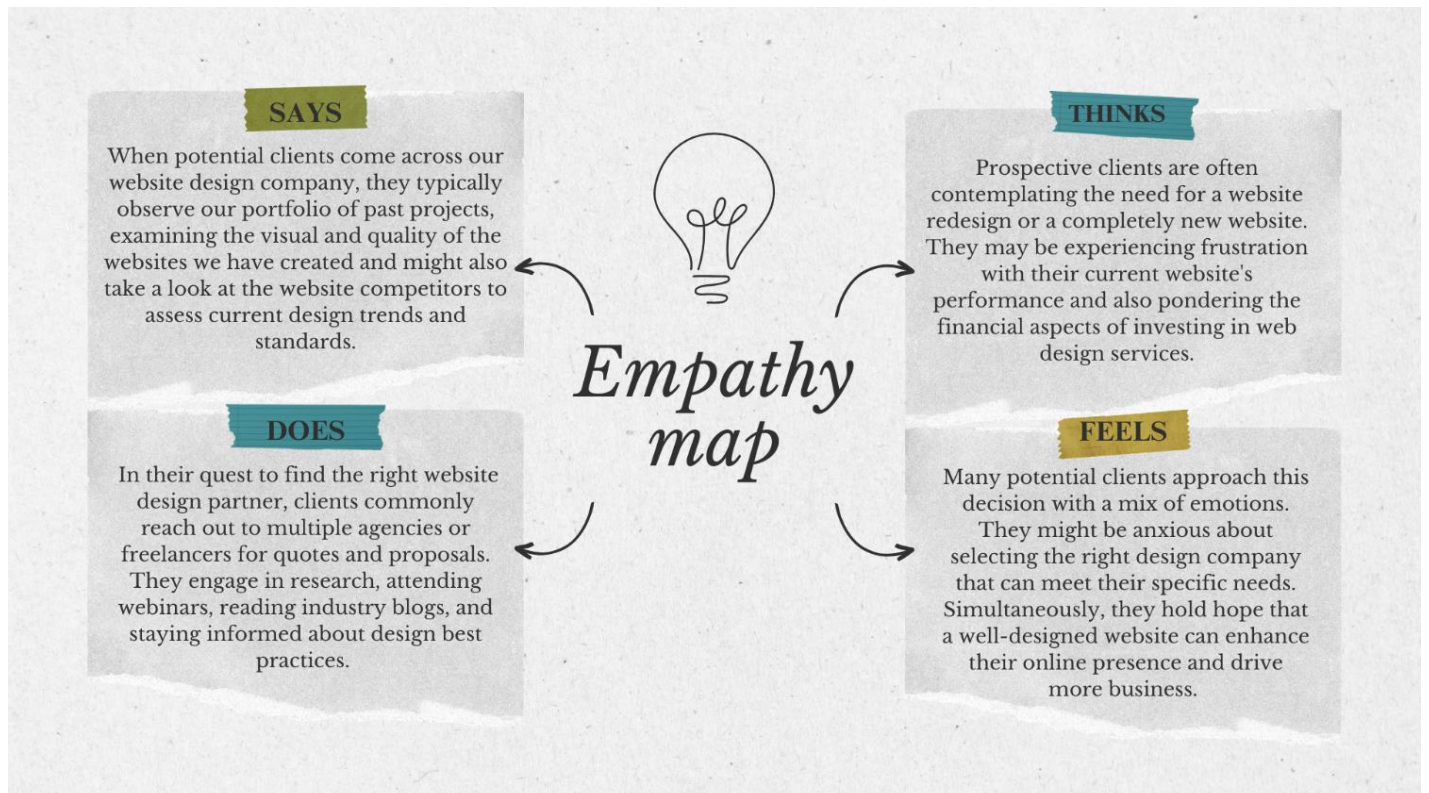 SAYS
When potential clients come across our
website design company, they typically
observe our portfolio of past projects,
examining the visual and quality of the
websites we have created and might also
take a look at the website competitors to
assess current design trends and
standards.
THINKS
Prospective clients are often
contemplating the need for a website
redesign or a completely new website.
They may be experiencing frustration
with their current website's
performance and also pondering the
financial aspects of investing in web
design services.
Empathy
map
DOES
In their quest to find the right website
design partner, clients commonly
reach out to multiple agencies or
freelancers for quotes and proposals.
They engage in research, attending
webinars, reading industry blogs, and
staying informed about design best
practices.
FEELS
Many potential clients approach this
decision with a mix of emotions.
They might be anxious about
selecting the right design company
that can meet their specific needs.
Simultaneously, they hold hope that
a well-designed website can enhance
their online presence and drive
more business.